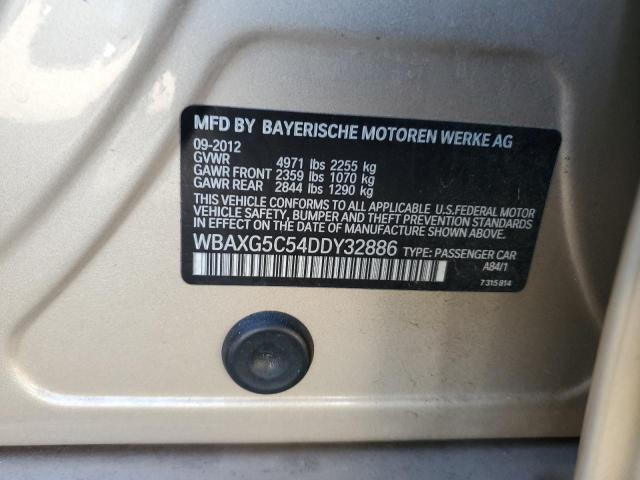 MFD BY BAYERISCHE MOTOREN WERKE AG
09-2012
GVWR 4971 lbs 2255 kg
GAWR FRONT 2359 lbs 1070 kg
GAWR REAR 2844 lbs 1290 kg
THIS VEHICLE CONFORMS TO ALL APPLICABLE U.S.FEDERAL MOTOR
VEHICLE SAFETY, BUMPER AND THEFT PREVENTION STANDARDS
IN EFFECT ON THE DATE OF MANUFACTURE SHOWN ABOVE.
WBAXG5C54DDY32886 TYPE: PASSENGER CAR
A84/1
7 315 814